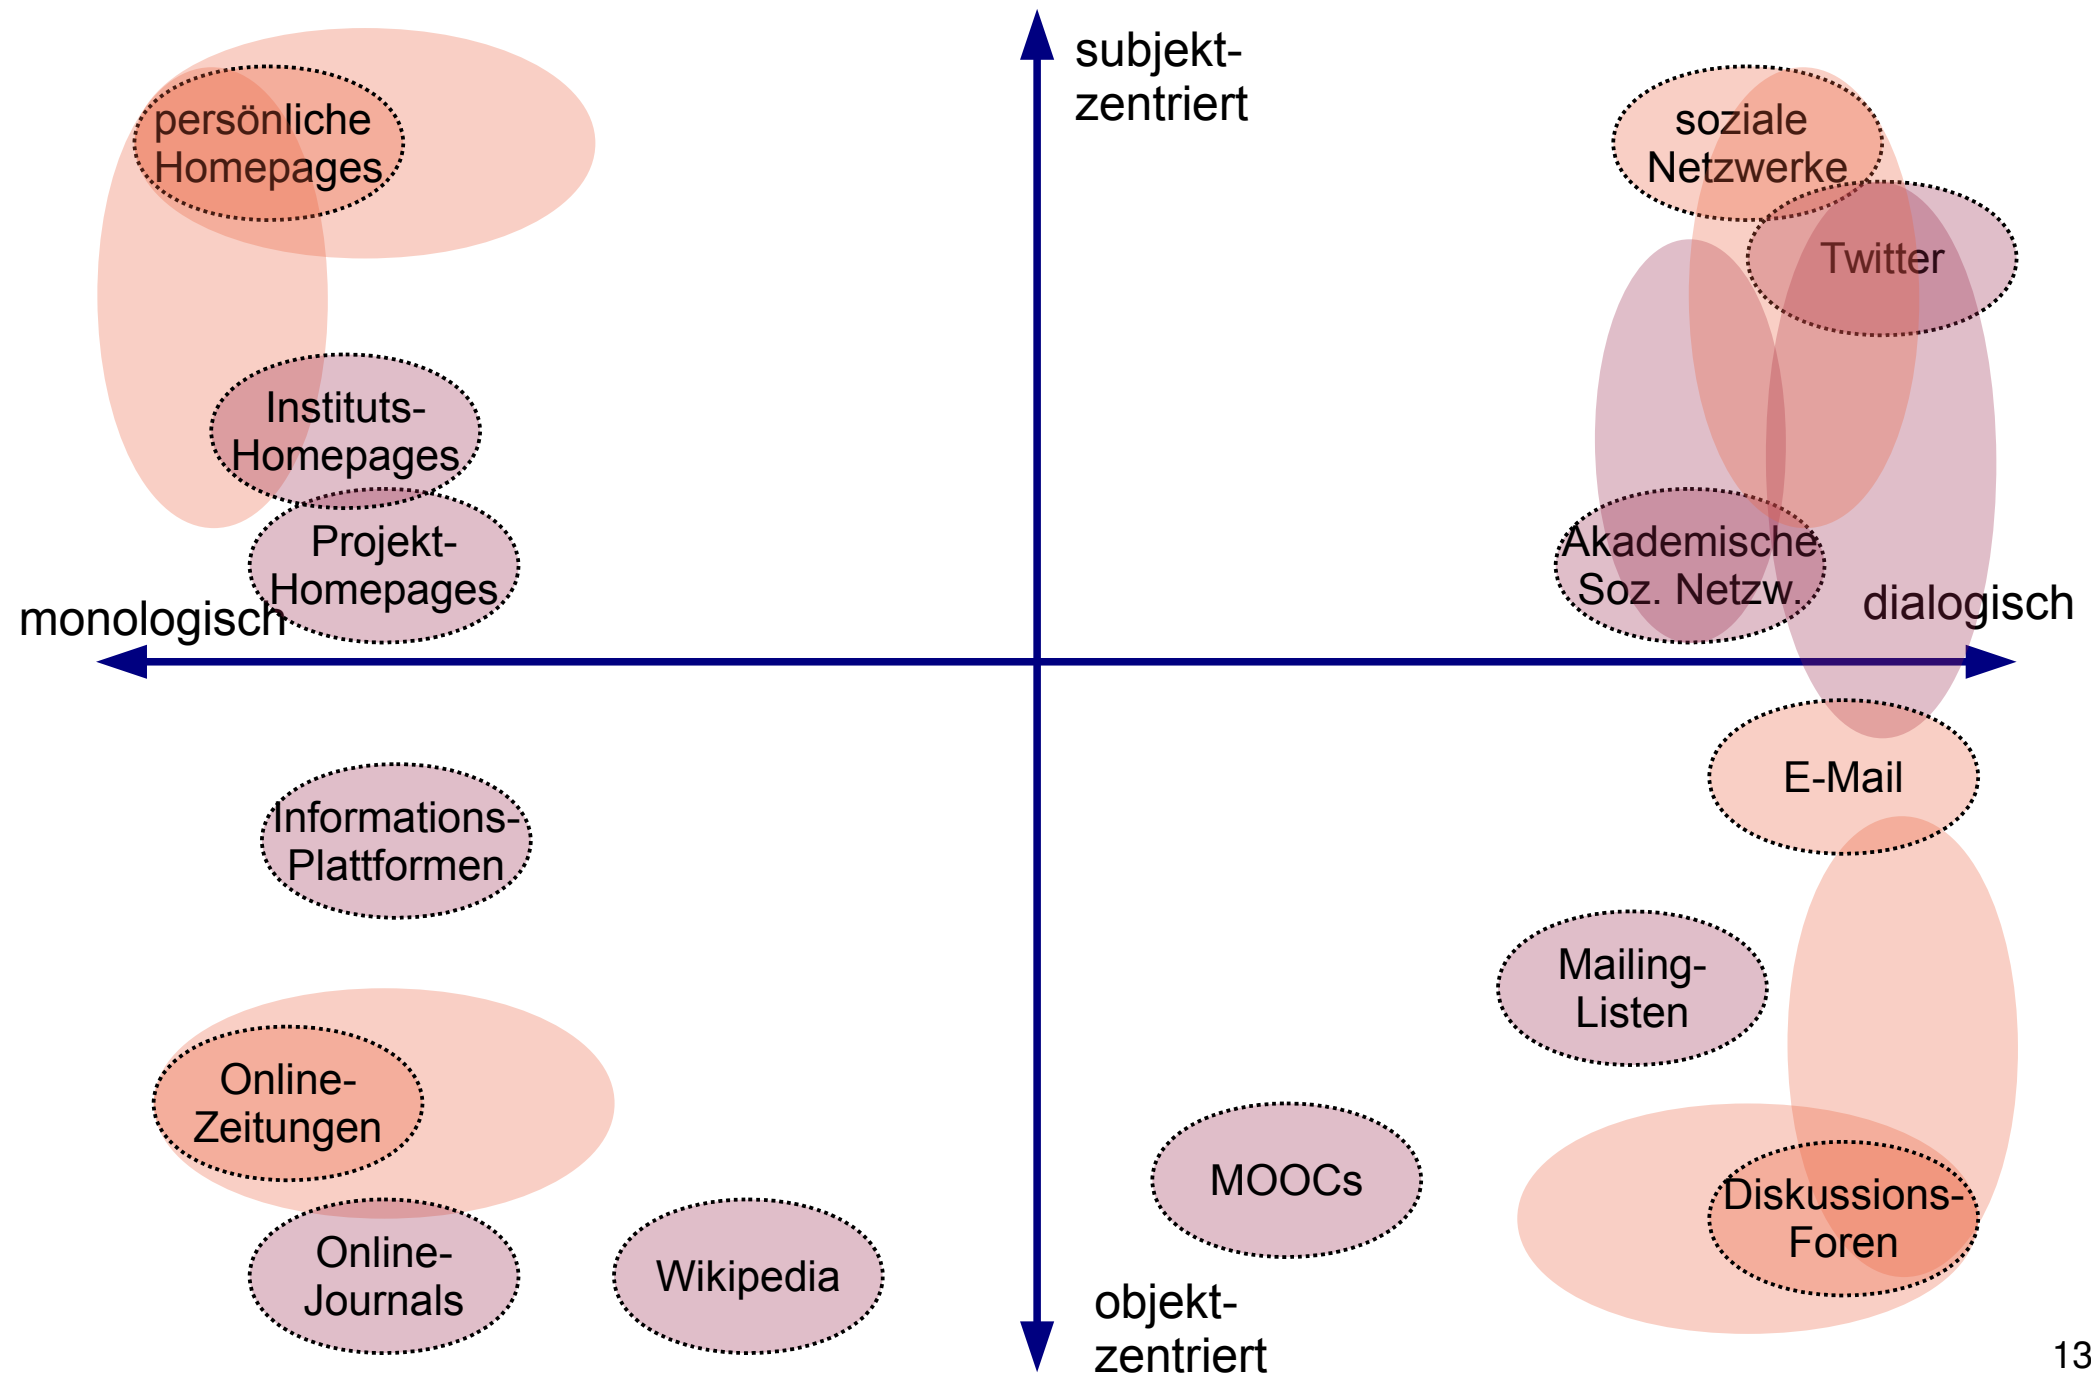 subjekt-
zentriert
persönliche
Homepages
soziale
Netzwerke
Twitter
Instituts-
Homepages
Projekt-
Homepages
Akademische
Soz. Netzw.
monologisch
dialogisch
E-Mail
Informations-
Plattformen
Mailing-
Listen
Online-
Zeitungen
MOOCs
Diskussions-
Foren
Online-
Journals
Wikipedia
objekt-
zentriert
13